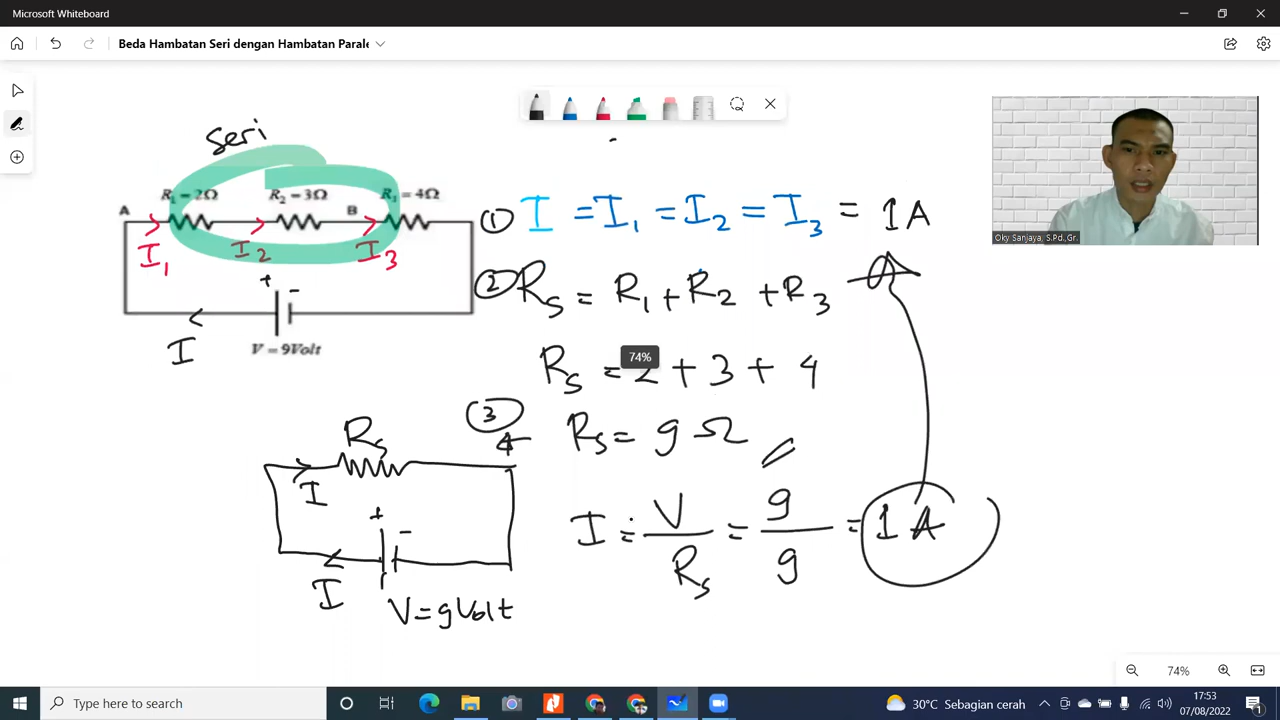 Microsoft Whiteboard
Beda Hambatan Seri dengan Hambatan Parale
seri
R₁=2Ω R₂=3Ω R₃=4Ω
A B
I₁ I₂ I₃
+ -
I
V = 9Volt
① I = I₁ = I₂ = I₃ = 1A
② Rs = R₁ + R₂ + R₃
74%
Rs = 2 + 3 + 4
Rs = 9 Ω
③
Rs
I
+ -
I
V = 9 Volt
I = V/Rs = 9/9 = 1A
Oky Sanjaya, S.Pd,Gr.
74%
Type here to search
30°C Sebagian cerah
17:53
07/08/2022